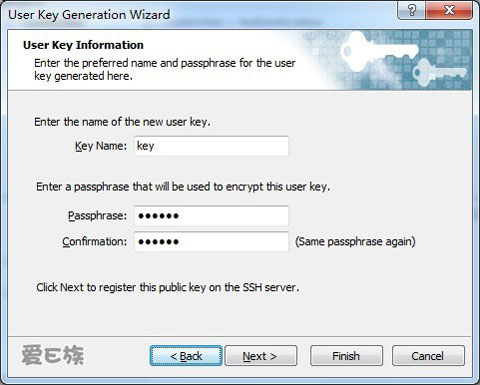 User Key Generation Wizard
User Key Information
Enter the preferred name and passphrase for the user
key generated here.
Enter the name of the new user key.
Key Name: key
Enter a passphrase that will be used to encrypt this user key.
Passphrase: ●●●●●●
Confirmation: ●●●●●● (Same passphrase again)
Click Next to register this public key on the SSH server.
爱E族 < Back Next > Finish Cancel